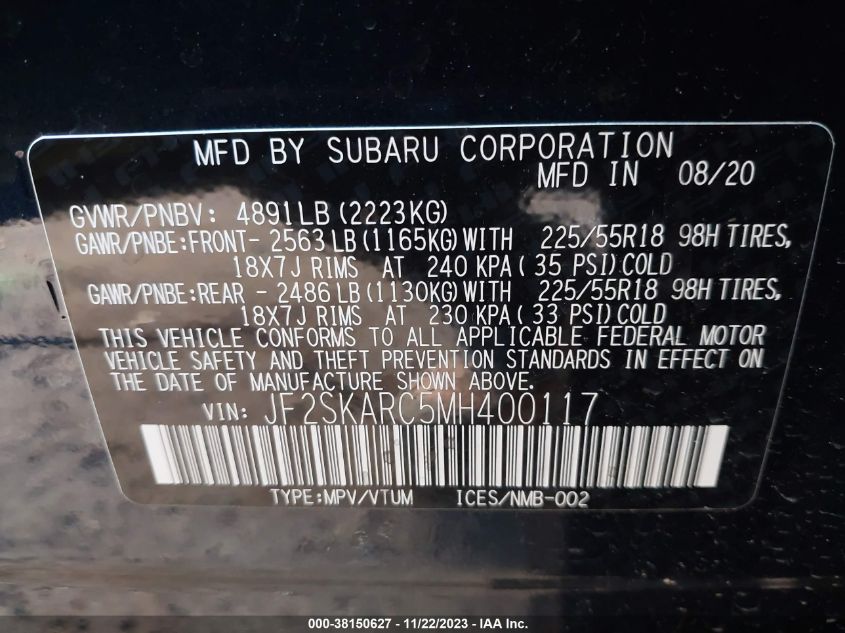 MFD BY SUBARU CORPORATION
MFD IN 08/20
GVWR/PNBV: 4891LB (2223KG)
GAWR/PNBE:FRONT- 2563 LB (1165KG) WITH 225/55R18 98H TIRES,
18X7J RIMS AT 240 KPA ( 35 PSI) COLD
GAWR/PNBE:REAR - 2486 LB (1130KG) WITH 225/55R18 98H TIRES,
18X7J RIMS AT 230 KPA ( 33 PSI) COLD
THIS VEHICLE CONFORMS TO ALL APPLICABLE FEDERAL MOTOR
VEHICLE SAFETY AND THEFT PREVENTION STANDARDS IN EFFECT ON
THE DATE OF MANUFACTURE SHOWN ABOVE.
VIN: JF2SKARC5MH400117
TYPE:MPV/VTUM ICES/NMB-002
000-38150627 - 11/22/2023 - IAA Inc.